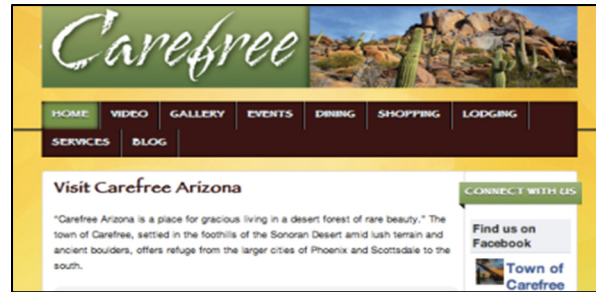 Carefree
HOME VIDEO GALLERY EVENTS DINING SHOPPING LODGING
SERVICES BLOG
Visit Carefree Arizona
CONNECT WITH US
"Carefree Arizona is a place for gracious living in a desert forest of rare beauty." The
town of Carefree, settled in the foothills of the Sonoran Desert amid lush terrain and
ancient boulders, offers refuge from the larger cities of Phoenix and Scottsdale to the
south.
Find us on
Facebook
Town of
Carefree